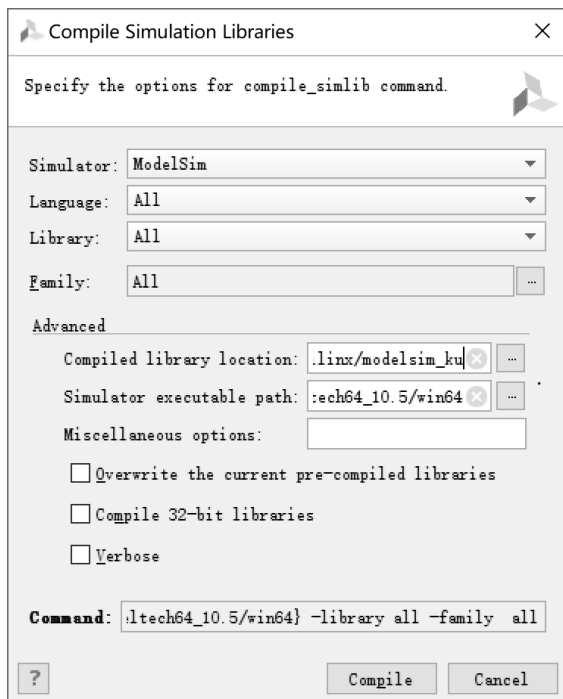 Compile Simulation Libraries
Specify the options for compile_simlib command.
Simulator: ModelSim
Language: All
Library: All
Family: All ...
Advanced
Compiled library location: .linx/modelsim_ku ...
Simulator executable path: :ech64_10.5/win64 ...
Miscellaneous options:
Overwrite the current pre-compiled libraries
Compile 32-bit libraries
Verbose
Command: ltech64_10.5/win64} -library all -family all
? Compile Cancel